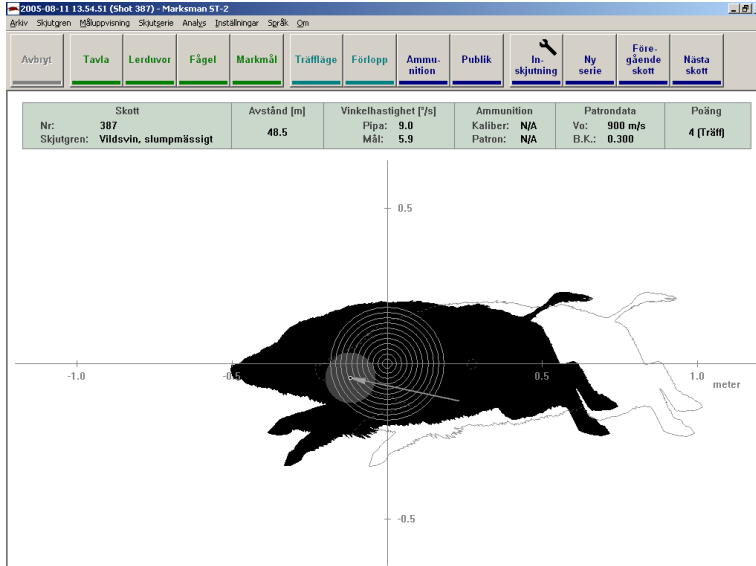 2005-08-11 13.54.51 (Shot 387) - Marksman ST-2
Arkiv Skjutgren Måluppvisning Skjutserie Analys Inställningar Språk Om
Avbryt Tavla Lerduvor Fågel Markmål Träffläge Förlopp Ammu-nition Publik In-skjutning Ny serie Före-gående skott Nästa skott
Skott Avstånd [m] Vinkelhastighet [°/s] Ammunition Patrondata Poäng
Nr: 387 48.5 Pipa: 9.0 Kaliber: N/A Vo: 900 m/s 4 (Träff)
Skjutgren: Vildsvin, slumpmässigt Mål: 5.9 Patron: N/A B.K.: 0.300
0.5
-1.0 -0.5 0.5 1.0
meter
-0.5